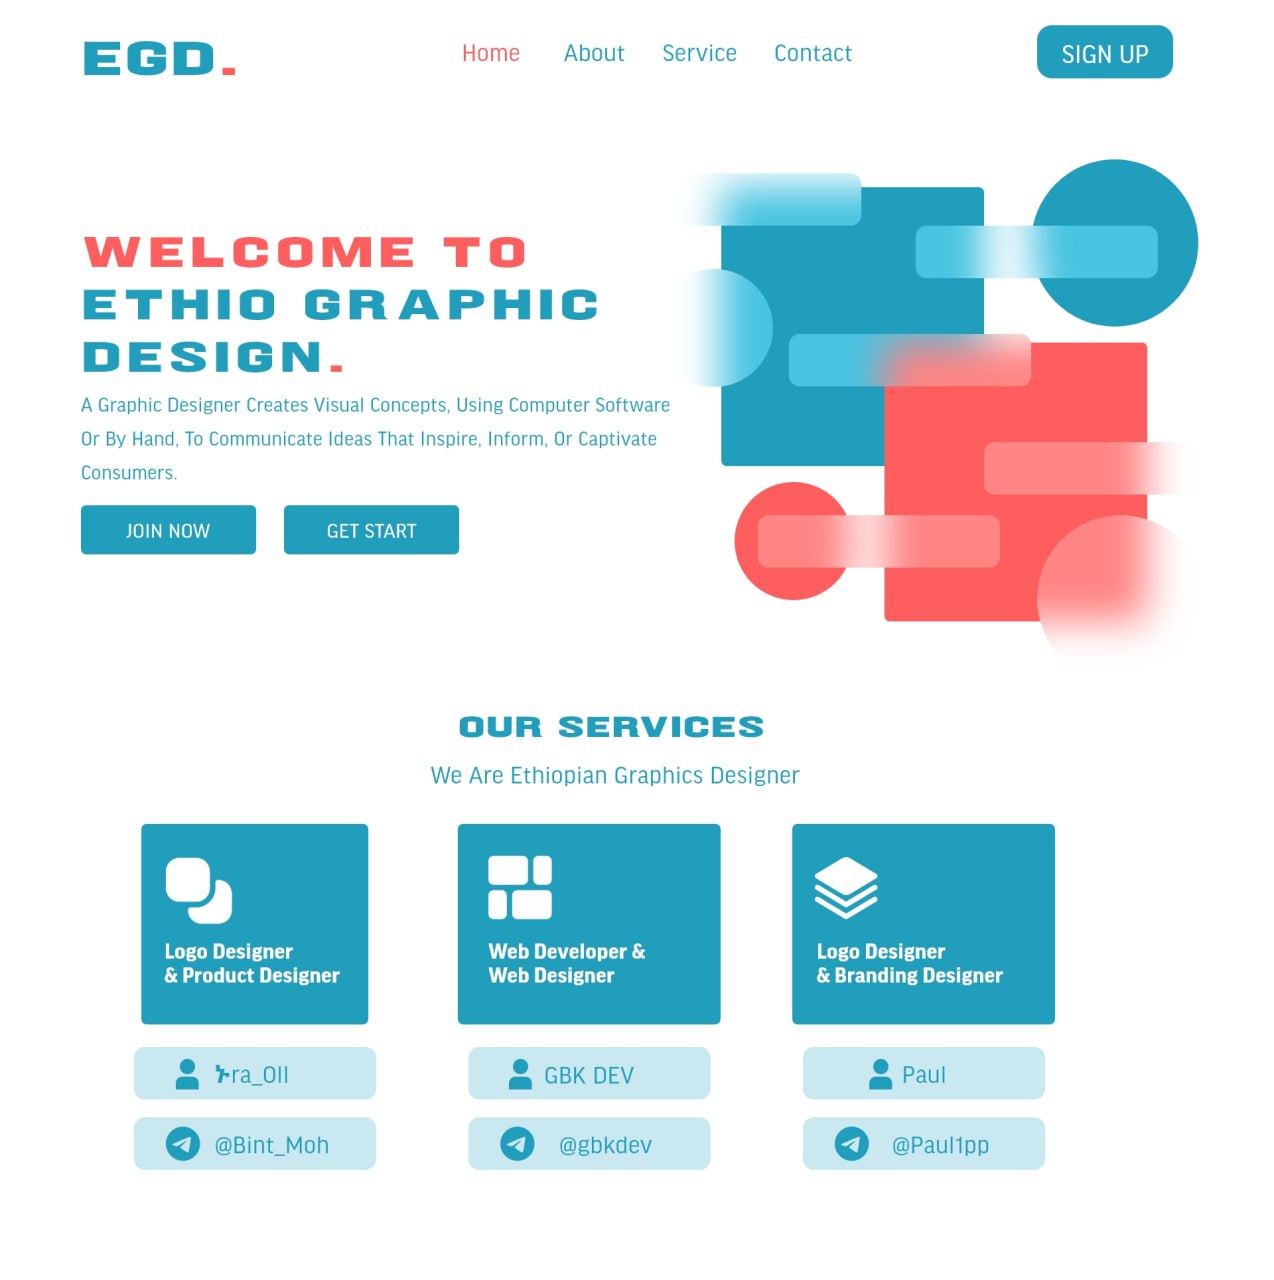 EGD.
Home About Service Contact
SIGN UP
WELCOME TO
ETHIO GRAPHIC
DESIGN.
A Graphic Designer Creates Visual Concepts, Using Computer Software
Or By Hand, To Communicate Ideas That Inspire, Inform, Or Captivate
Consumers.
JOIN NOW
GET START
OUR SERVICES
We Are Ethiopian Graphics Designer
Logo Designer
& Product Designer
Web Developer &
Web Designer
Logo Designer
& Branding Designer
ኑra_Oll
GBK DEV
Paul
@Bint_Moh
@gbkdev
@Paul1pp